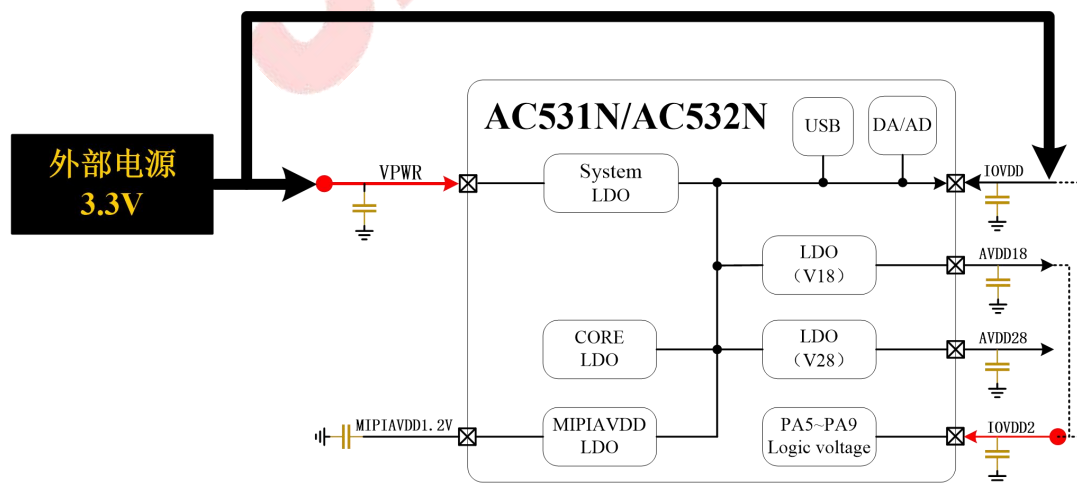 AC531N/AC532N
USB
DA/AD
外部电源
3.3V
VPWR
System
LDO
IOVDD
LDO
（V18）
AVDD18
CORE
LDO
LDO
（V28）
AVDD28
MIPIAVDD1.2V
MIPIAVDD
LDO
PA5~PA9
Logic voltage
IOVDD2